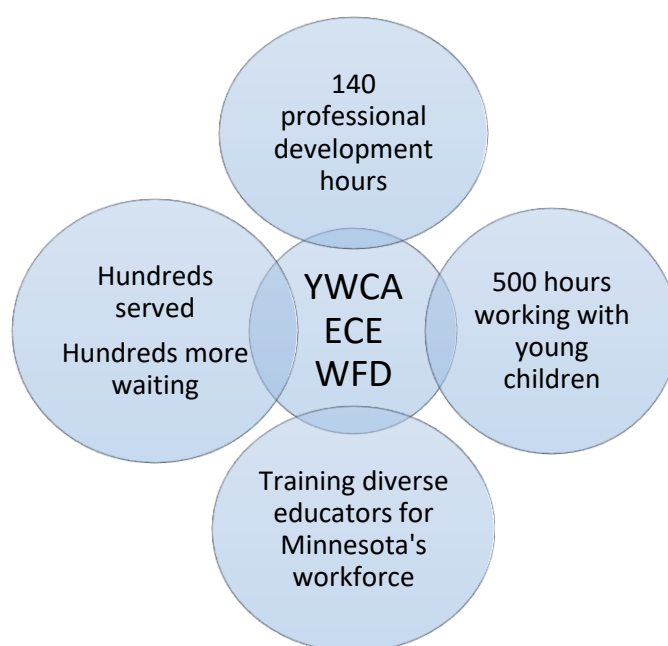 140
professional
development
hours
Hundreds
served
Hundreds more
waiting
YWCA
ECE
WFD
500 hours
working with
young
children
Training diverse
educators for
Minnesota's
workforce